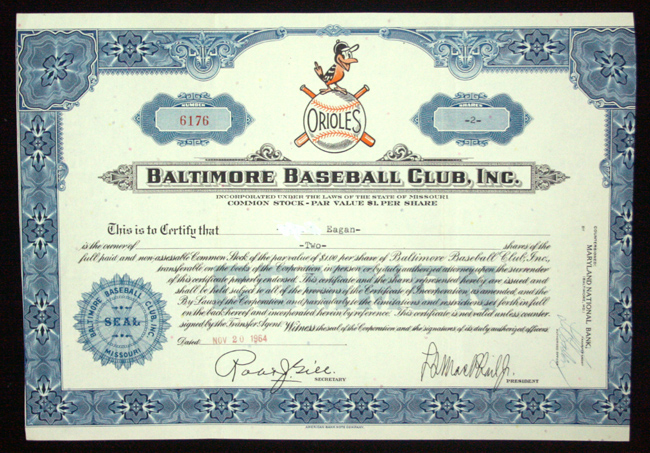 ORIOLES
NUMBER
6176
SHARES
-2-
BALTIMORE BASEBALL CLUB, INC.
INCORPORATED UNDER THE LAWS OF THE STATE OF MISSOURI
COMMON STOCK - PAR VALUE $1. PER SHARE
This is to Certify that Eagan-
is the owner of -Two- shares of the
full paid and non-assessable Common Stock of the par value of $1.00 per share of Baltimore Baseball Club, Inc.,
transferable on the books of the Corporation in person or by duly authorized attorney upon the surrender
of this certificate properly endorsed. This certificate and the shares represented hereby are issued and
shall be held subject to all of the provisions of the Certificate of Incorporation, as amended, and the
By Laws of the Corporation and particularly to the limitations and restrictions set forth in full
on the back hereof and incorporated herein by reference. This certificate is not valid unless counter-
signed by the Transfer Agent. Witness the seal of the Corporation and the signatures of its duly authorized officers.
Dated: NOV 20 1964
SECRETARY
PRESIDENT
BALTIMORE BASEBALL CLUB, INC.
SEAL
MISSOURI
COUNTERSIGNED:
MARYLAND NATIONAL BANK,
BY
AMERICAN BANK NOTE COMPANY